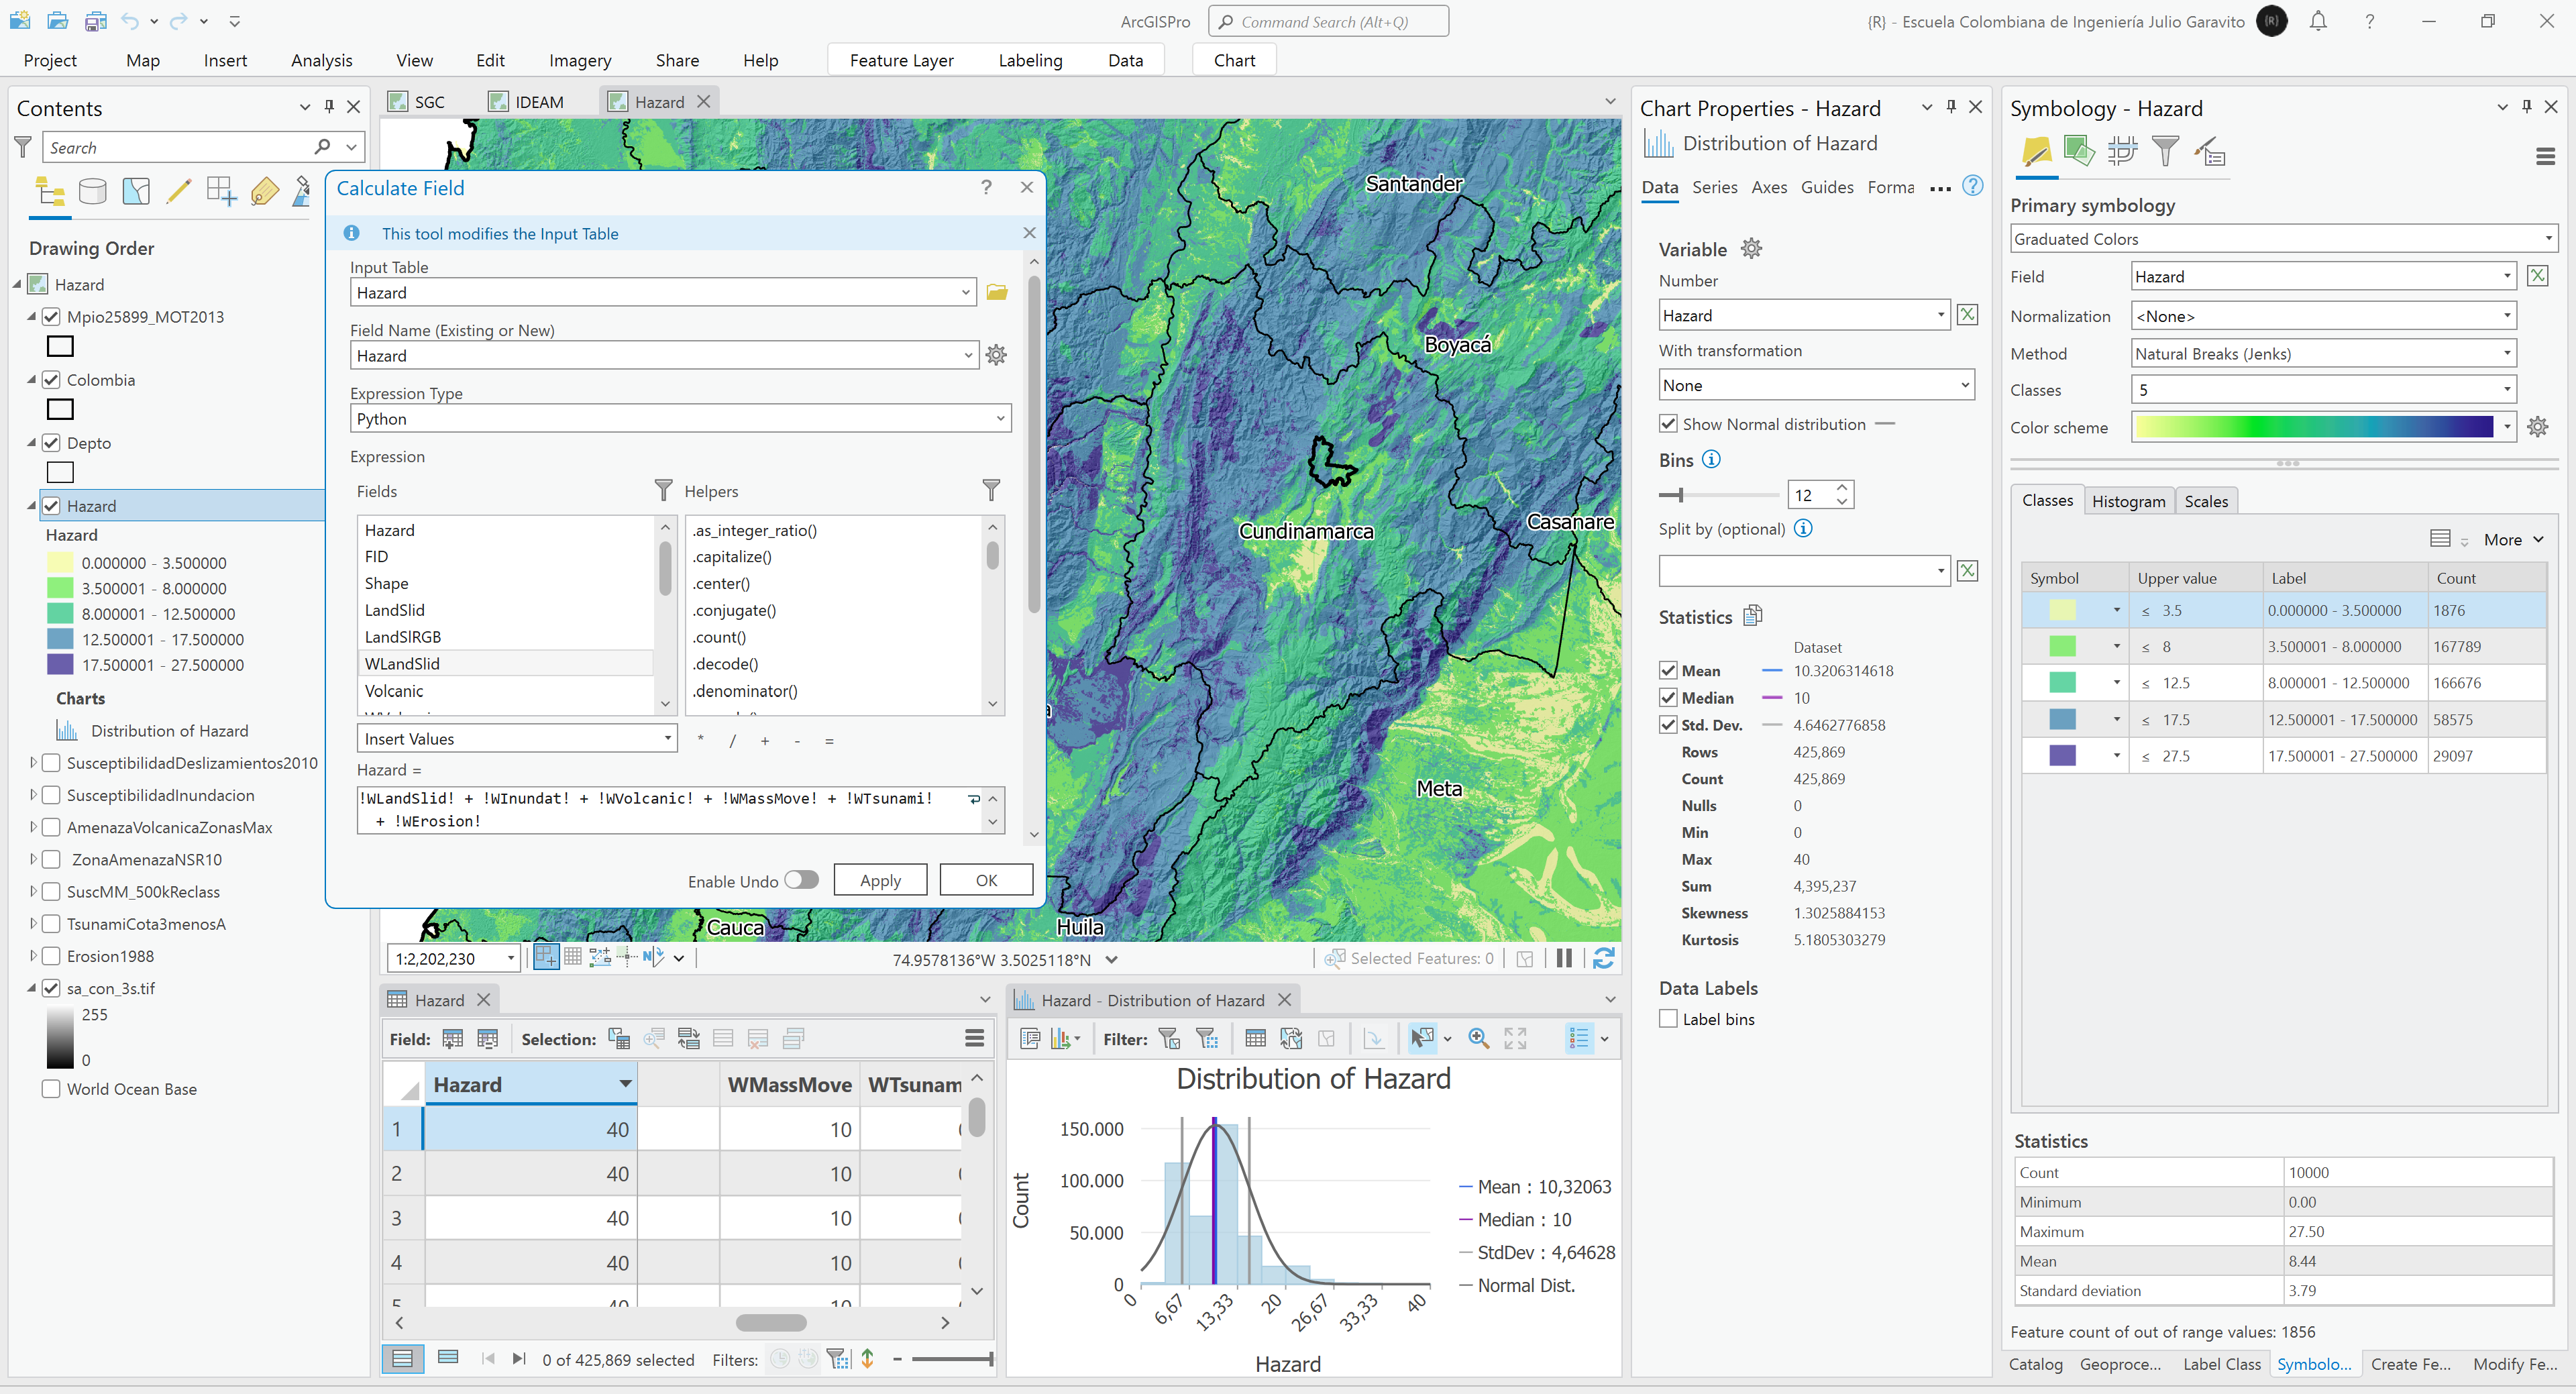 ArcGISPro
Command Search (Alt+Q)
{R} - Escuela Colombiana de Ingeniería Julio Garavito
{R}
Project Map Insert Analysis View Edit Imagery Share Help Feature Layer Labeling Data Chart
Contents
Search
Drawing Order
Hazard
Mpio25899_MOT2013
Colombia
Depto
Hazard
Hazard
0.000000 - 3.500000
3.500001 - 8.000000
8.000001 - 12.500000
12.500001 - 17.500000
17.500001 - 27.500000
Charts
Distribution of Hazard
SusceptibilidadDeslizamientos2010
SusceptibilidadInundacion
AmenazaVolcanicaZonasMax
ZonaAmenazaNSR10
SuscMM_500kReclass
TsunamiCota3menosA
Erosion1988
sa_con_3s.tif
255
0
World Ocean Base
SGC IDEAM Hazard
Calculate Field
This tool modifies the Input Table
Input Table
Hazard
Field Name (Existing or New)
Hazard
Expression Type
Python
Expression
Fields
Hazard
FID
Shape
LandSlid
LandSlRGB
WLandSlid
Volcanic
Helpers
.as_integer_ratio()
.capitalize()
.center()
.conjugate()
.count()
.decode()
.denominator()
Insert Values
* / + - =
Hazard =
!WLandSlid! + !WInundat! + !WVolcanic! + !WMassMove! + !WTsunami!
+ !WErosion!
Enable Undo
Apply
OK
Santander
Boyacá
Cundinamarca
Casanare
Meta
Cauca
Huila
1:2,202,230
74.9578136°W 3.5025118°N
Selected Features: 0
Hazard
Field:
Selection:
Hazard WMassMove WTsunam
1 40 10
2 40 10
3 40 10
4 40 10
5 40 10
0 of 425,869 selected
Filters:
Hazard - Distribution of Hazard
Filter:
Distribution of Hazard
Count
150.000
100.000
50.000
0
0 6,67 13,33 20 26,67 33,33 40
Hazard
Mean : 10,32063
Median : 10
StdDev : 4,64628
Normal Dist.
Chart Properties - Hazard
Distribution of Hazard
Data Series Axes Guides Forma
Variable
Number
Hazard
With transformation
None
Show Normal distribution
Bins
12
Split by (optional)
Statistics
Dataset
Mean 10.3206314618
Median 10
Std. Dev. 4.6462776858
Rows 425,869
Count 425,869
Nulls 0
Min 0
Max 40
Sum 4,395,237
Skewness 1.3025884153
Kurtosis 5.1805303279
Data Labels
Label bins
Symbology - Hazard
Primary symbology
Graduated Colors
Field Hazard
Normalization <None>
Method Natural Breaks (Jenks)
Classes 5
Color scheme
Classes Histogram Scales
More
Symbol Upper value Label Count
≤ 3.5 0.000000 - 3.500000 1876
≤ 8 3.500001 - 8.000000 167789
≤ 12.5 8.000001 - 12.500000 166676
≤ 17.5 12.500001 - 17.500000 58575
≤ 27.5 17.500001 - 27.500000 29097
Statistics
Count 10000
Minimum 0.00
Maximum 27.50
Mean 8.44
Standard deviation 3.79
Feature count of out of range values: 1856
Catalog Geoproce... Label Class Symbolo... Create Fe... Modify Fe...